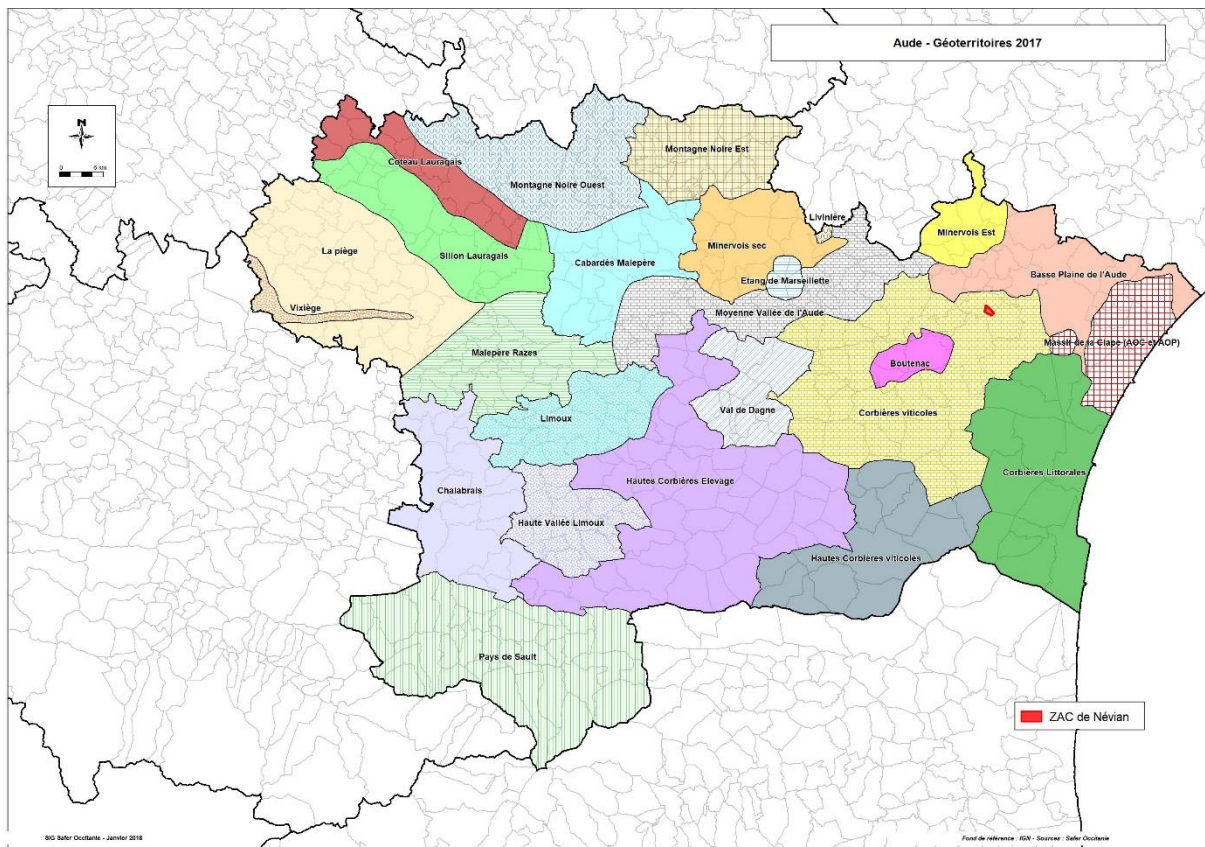 Aude - Géoterritoires 2017
N
0 6 km
Coteau Lauragais
Montagne Noire Est
Montagne Noire Ouest
Livinière
Minervois Est
La piège
Sillon Lauragais
Cabardès Malepère
Minervois sec
Basse Plaine de l'Aude
Etang de Marseillette
Vixiège
Moyenne Vallée de l'Aude
Massif de la Clape (AOC et AOP)
Malepère Razes
Boutenac
Limoux
Val de Dagne
Corbières viticoles
Corbières Littorales
Chalabrais
Hautes Corbières Elevage
Haute Vallée Limoux
Hautes Corbières viticoles
Pays de Sault
ZAC de Névian
SIG Safer Occitanie - Janvier 2018
Fond de référence : IGN - Sources : Safer Occitanie